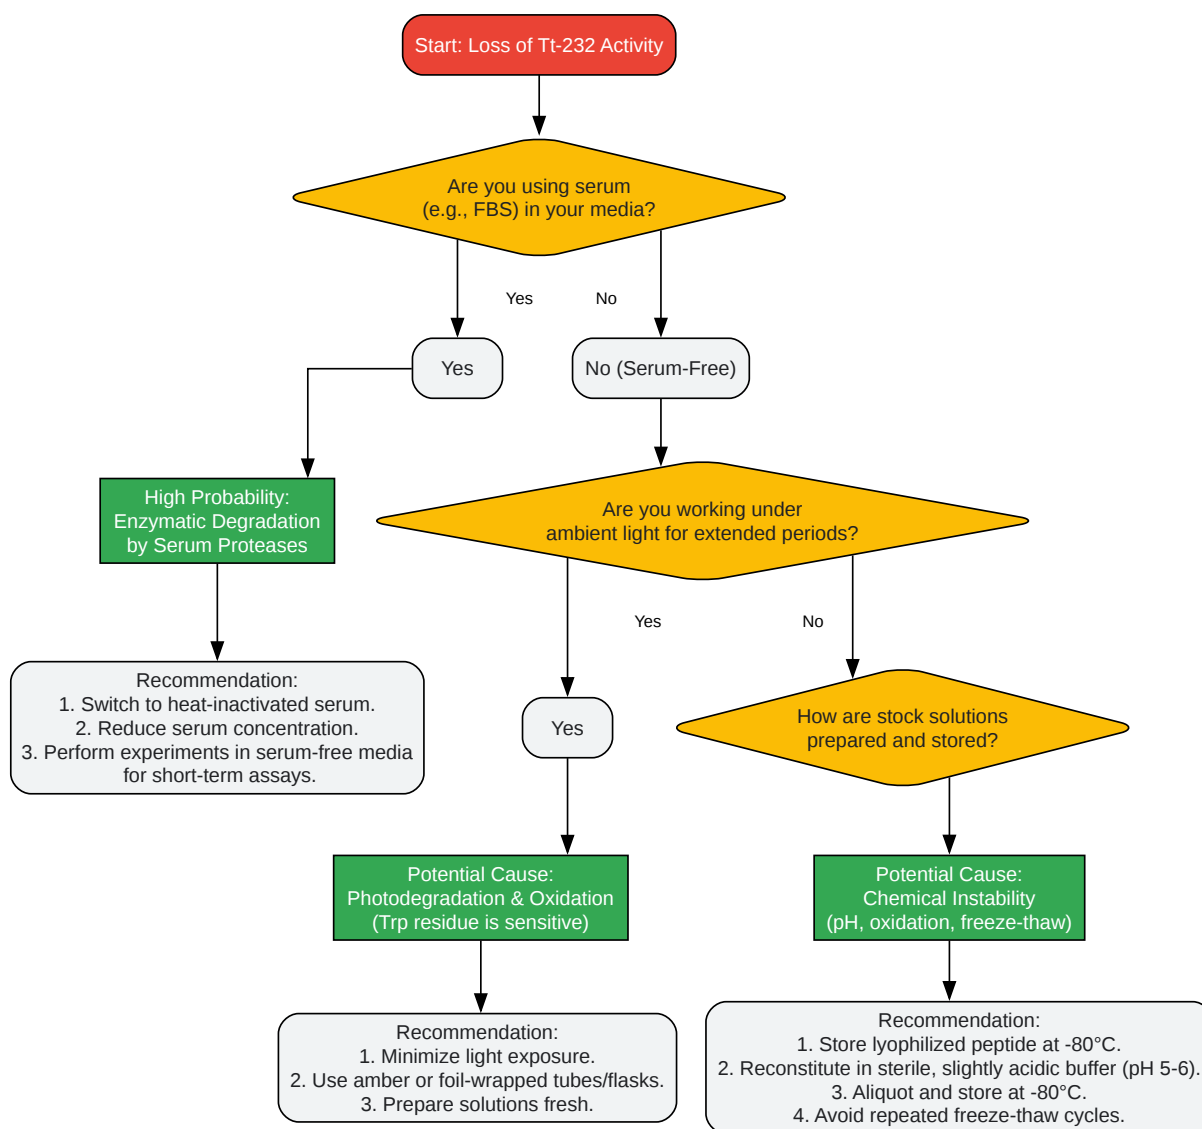 Start: Loss of Tt-232 Activity
Are you using serum
(e.g., FBS) in your media?
Yes
No
Yes
No (Serum-Free)
High Probability:
Enzymatic Degradation
by Serum Proteases
Are you working under
ambient light for extended periods?
Yes
No
Recommendation:
1. Switch to heat-inactivated serum.
2. Reduce serum concentration.
3. Perform experiments in serum-free media
for short-term assays.
Yes
How are stock solutions
prepared and stored?
Potential Cause:
Photodegradation & Oxidation
(Trp residue is sensitive)
Potential Cause:
Chemical Instability
(pH, oxidation, freeze-thaw)
Recommendation:
1. Minimize light exposure.
2. Use amber or foil-wrapped tubes/flasks.
3. Prepare solutions fresh.
Recommendation:
1. Store lyophilized peptide at -80°C.
2. Reconstitute in sterile, slightly acidic buffer (pH 5-6).
3. Aliquot and store at -80°C.
4. Avoid repeated freeze-thaw cycles.